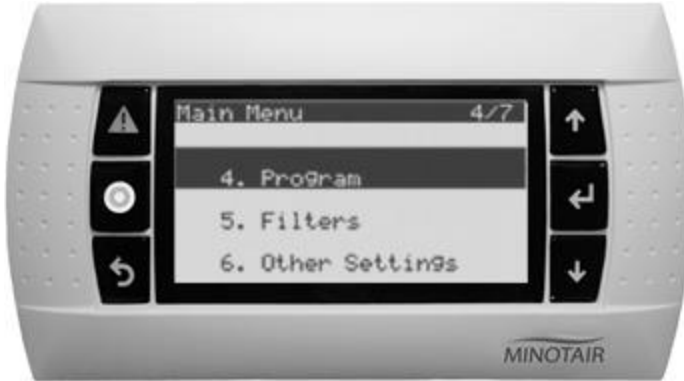 Main Menu 4/7
4. Program
5. Filters
6. Other Settings
MINOTAIR